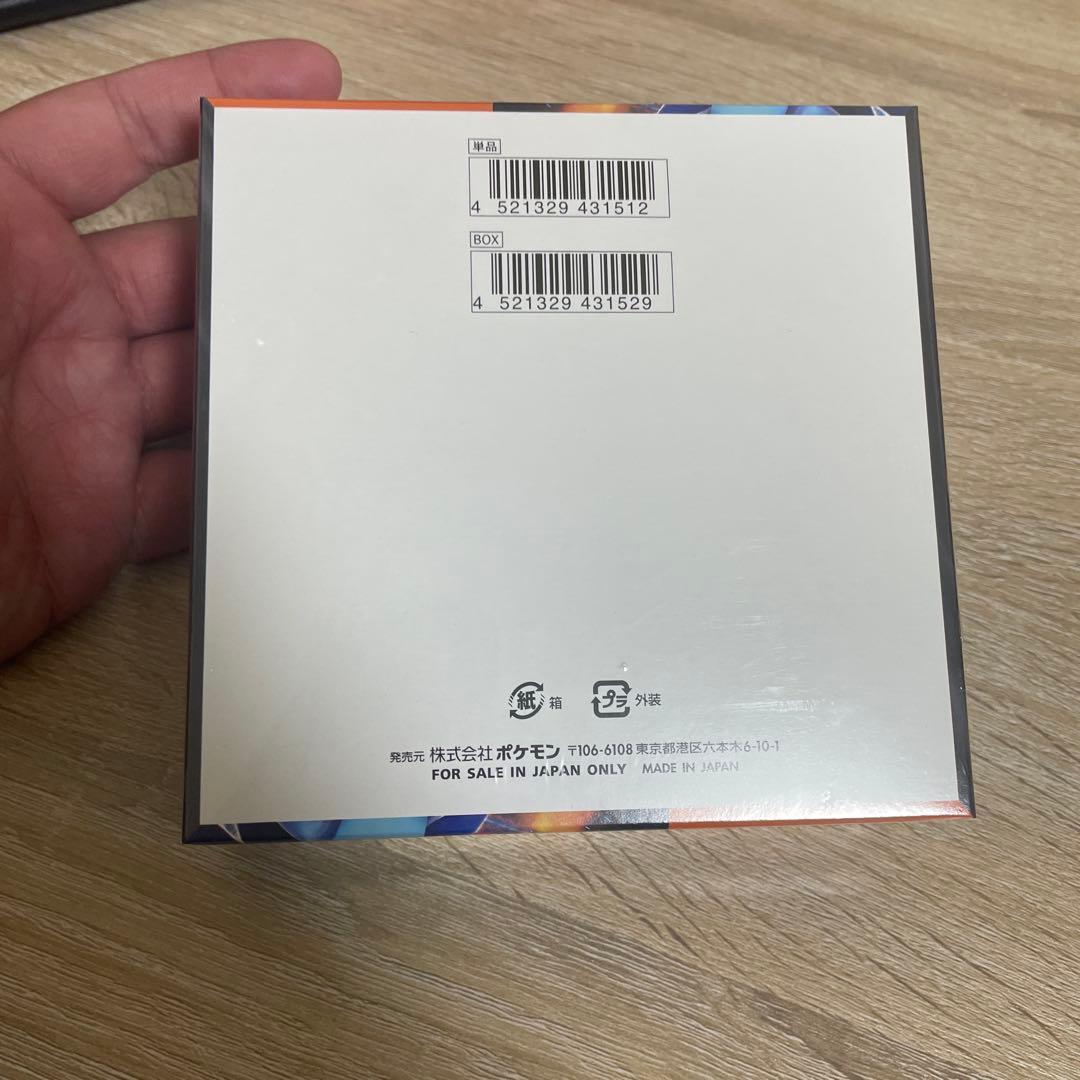 単品
4 521329 431512
BOX
4 521329 431529
紙 箱 プラ 外装
発売元 株式会社 ポケモン 〒106-6108 東京都港区六本木6-10-1
FOR SALE IN JAPAN ONLY MADE IN JAPAN